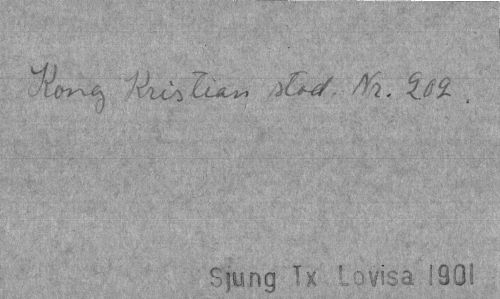 Kong Kristian stod. Nr. 202.
Sjung Tx Lovisa 1901